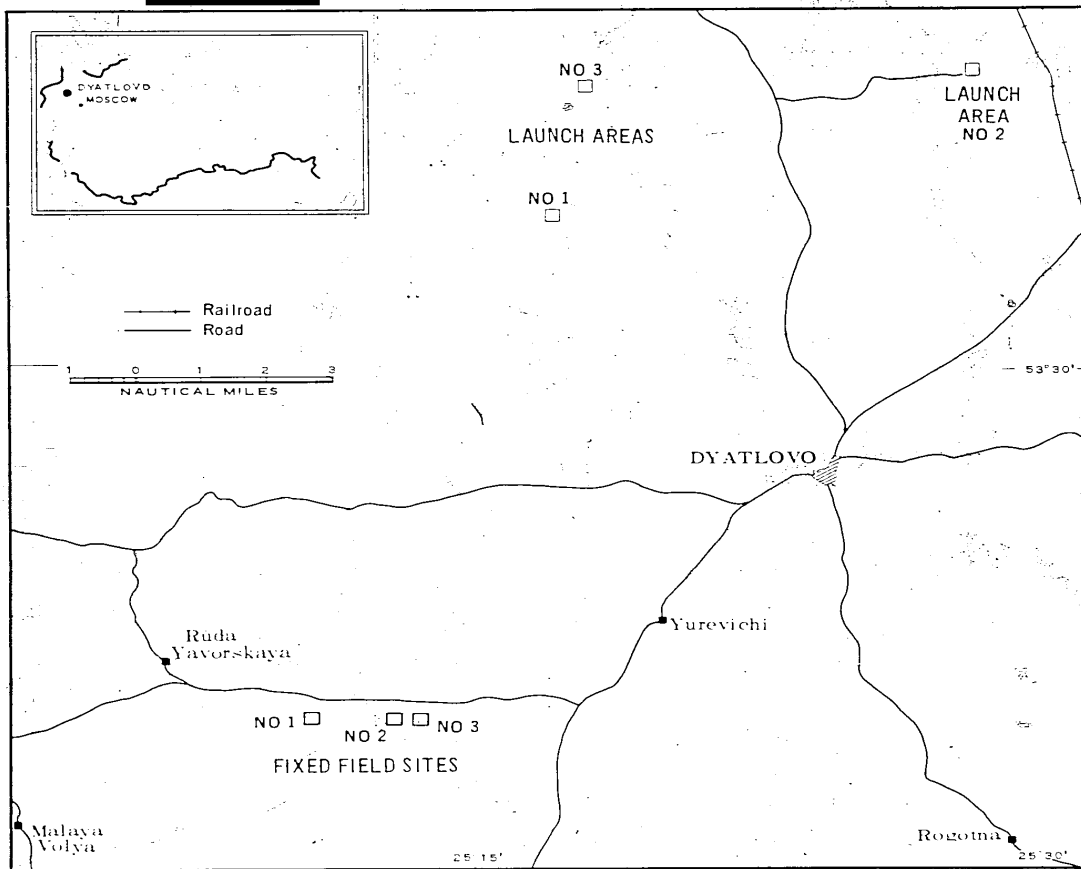 DYATLOVO
MOSCOW
NO 3
LAUNCH AREAS
NO 1
LAUNCH
AREA
NO 2
Railroad
Road
1 0 1 2 3
NAUTICAL MILES
53°30'
DYATLOVO
Yurevichi
Ruda
Yavorskaya
NO 1
NO 2
NO 3
FIXED FIELD SITES
Malaya
Volya
Rogotna
25°15'
25°30'